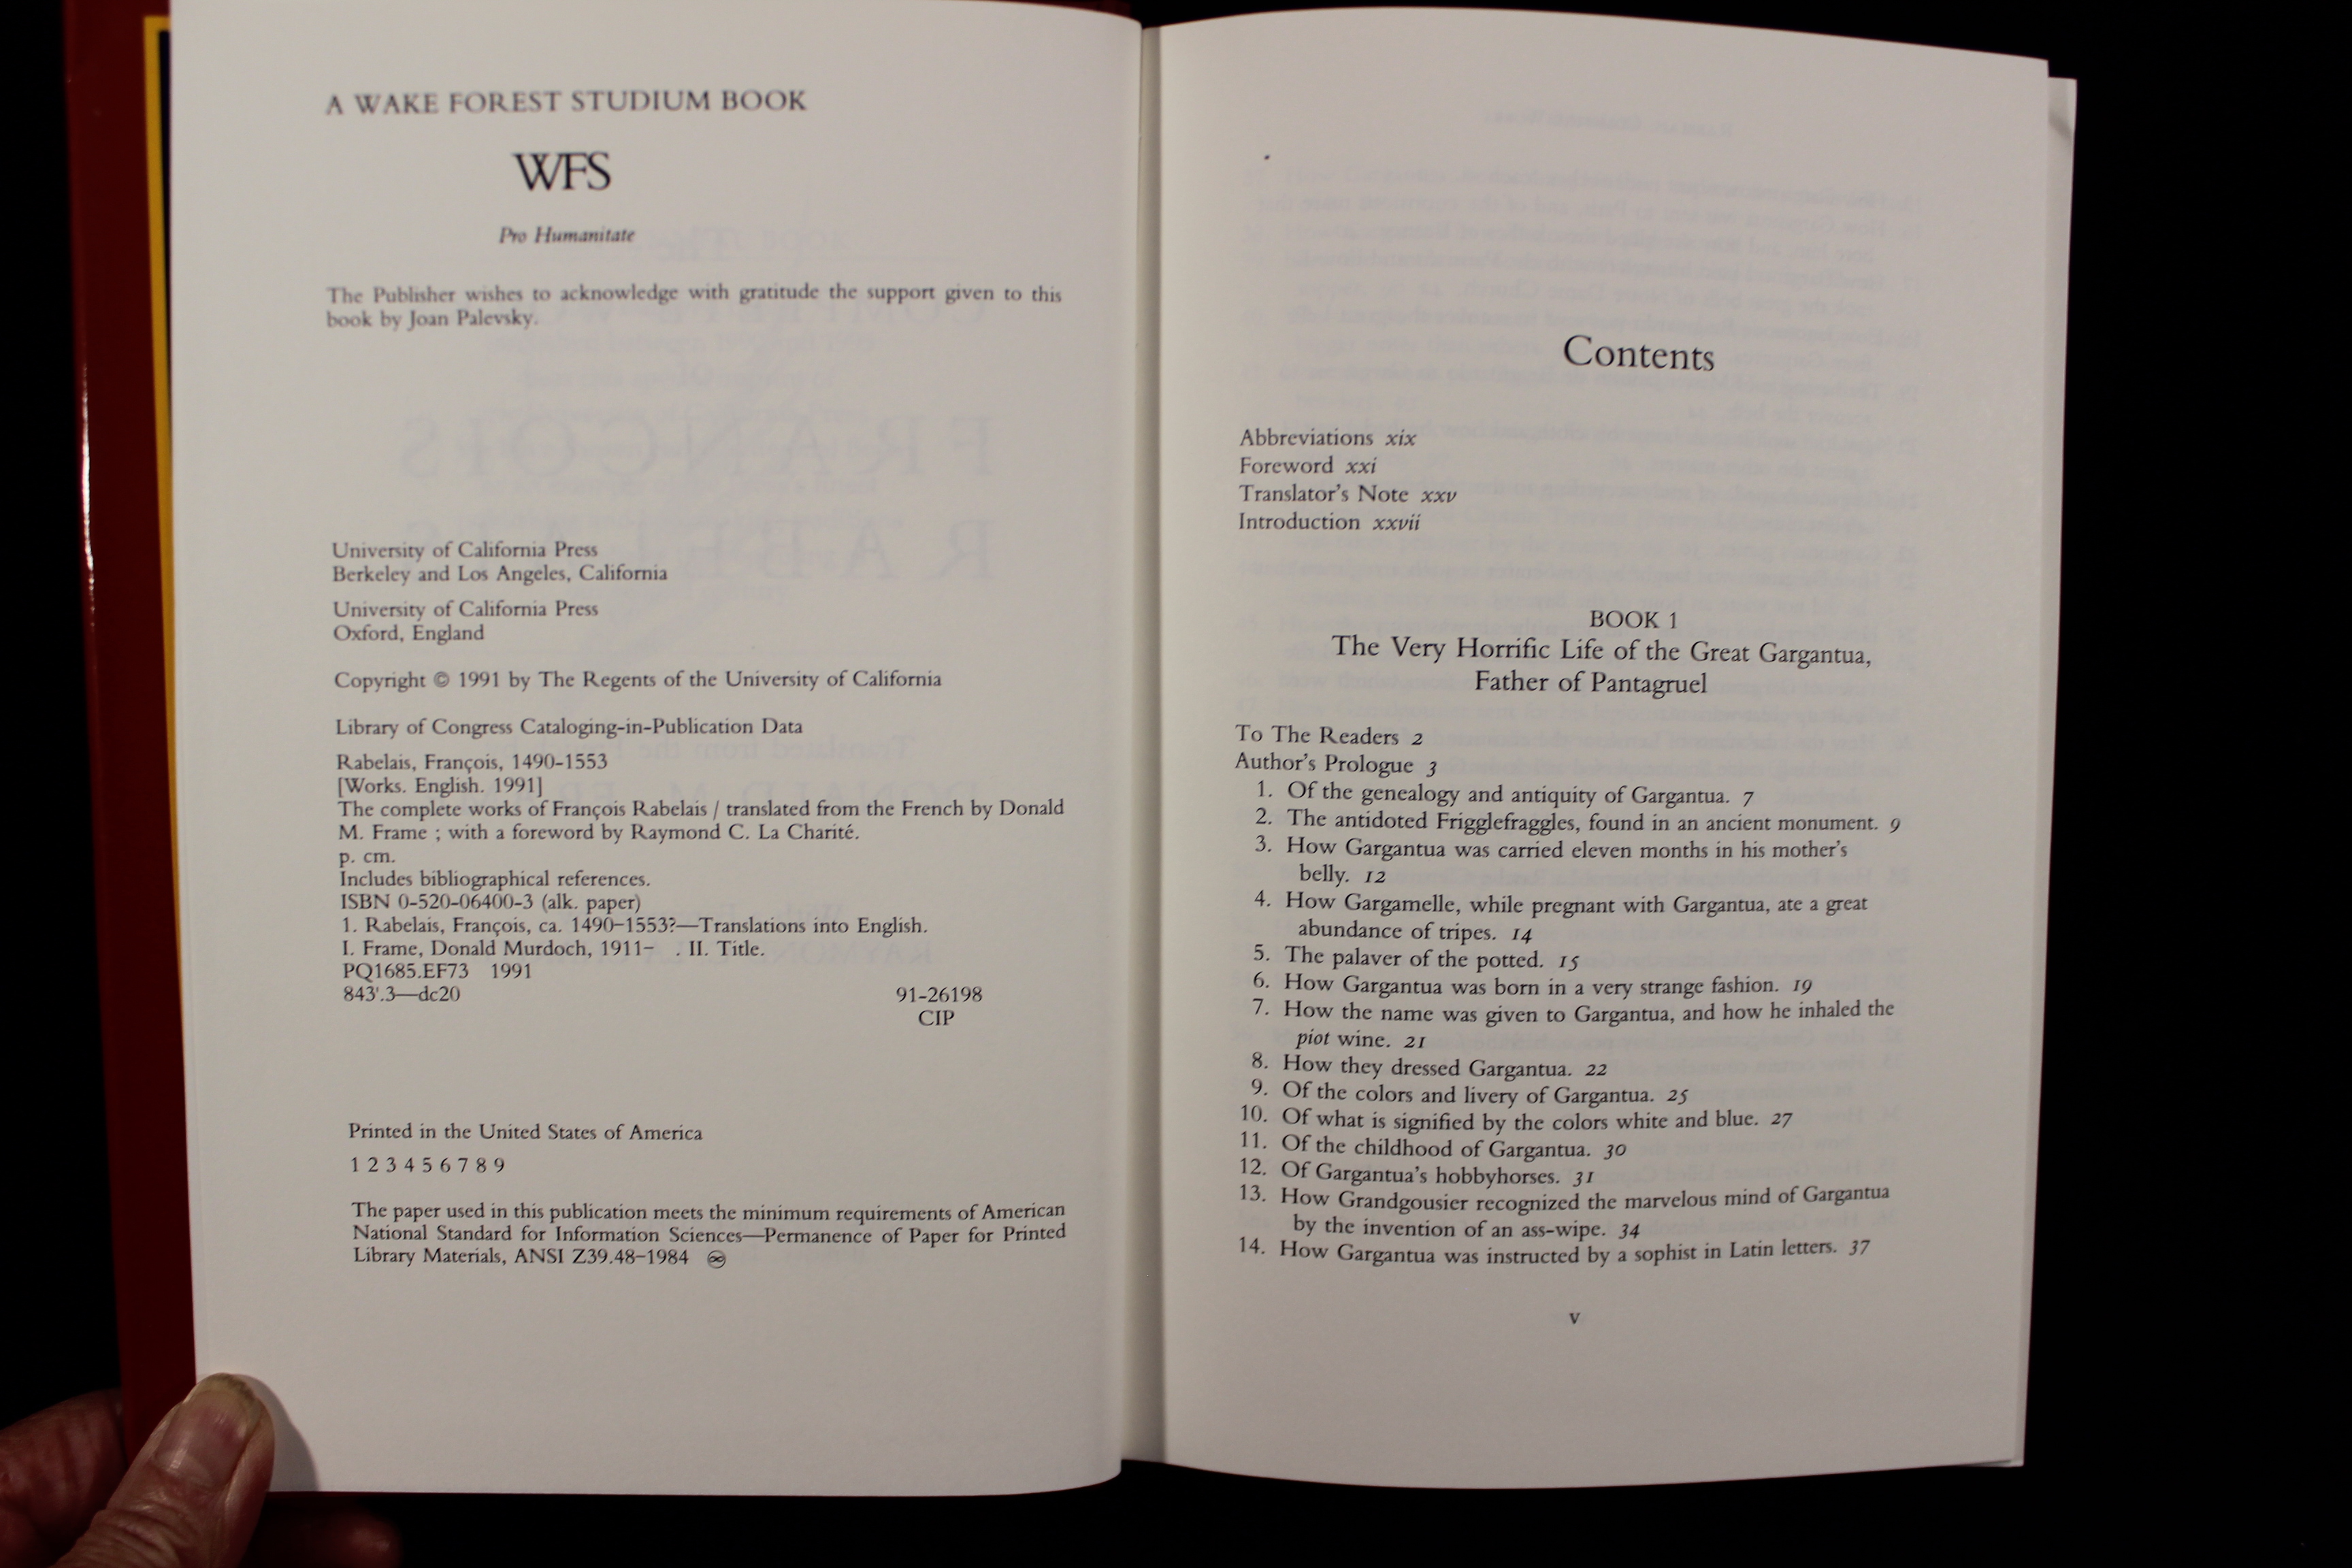 A WAKE FOREST STUDIUM BOOK
WFS
Pro Humanitate
The Publisher wishes to acknowledge with gratitude the support given to this
book by Joan Palevsky.
University of California Press
Berkeley and Los Angeles, California
University of California Press
Oxford, England
Copyright © 1991 by The Regents of the University of California
Library of Congress Cataloging-in-Publication Data
Rabelais, François, 1490-1553
[Works. English. 1991]
The complete works of François Rabelais / translated from the French by Donald
M. Frame ; with a foreword by Raymond C. La Charité.
p. cm.
Includes bibliographical references.
ISBN 0-520-06400-3 (alk. paper)
1. Rabelais, François, ca. 1490–1553?—Translations into English.
I. Frame, Donald Murdoch, 1911– . II. Title.
PQ1685.EF73 1991
843'.3—dc20 91-26198
CIP
Printed in the United States of America
1 2 3 4 5 6 7 8 9
The paper used in this publication meets the minimum requirements of American
National Standard for Information Sciences—Permanence of Paper for Printed
Library Materials, ANSI Z39.48–1984 ♾
Contents
Abbreviations xix
Foreword xxi
Translator's Note xxv
Introduction xxvii
BOOK 1
The Very Horrific Life of the Great Gargantua,
Father of Pantagruel
To The Readers 2
Author's Prologue 3
1. Of the genealogy and antiquity of Gargantua. 7
2. The antidoted Frigglefraggles, found in an ancient monument. 9
3. How Gargantua was carried eleven months in his mother's
belly. 12
4. How Gargamelle, while pregnant with Gargantua, ate a great
abundance of tripes. 14
5. The palaver of the potted. 15
6. How Gargantua was born in a very strange fashion. 19
7. How the name was given to Gargantua, and how he inhaled the
piot wine. 21
8. How they dressed Gargantua. 22
9. Of the colors and livery of Gargantua. 25
10. Of what is signified by the colors white and blue. 27
11. Of the childhood of Gargantua. 30
12. Of Gargantua's hobbyhorses. 31
13. How Grandgousier recognized the marvelous mind of Gargantua
by the invention of an ass-wipe. 34
14. How Gargantua was instructed by a sophist in Latin letters. 37
v